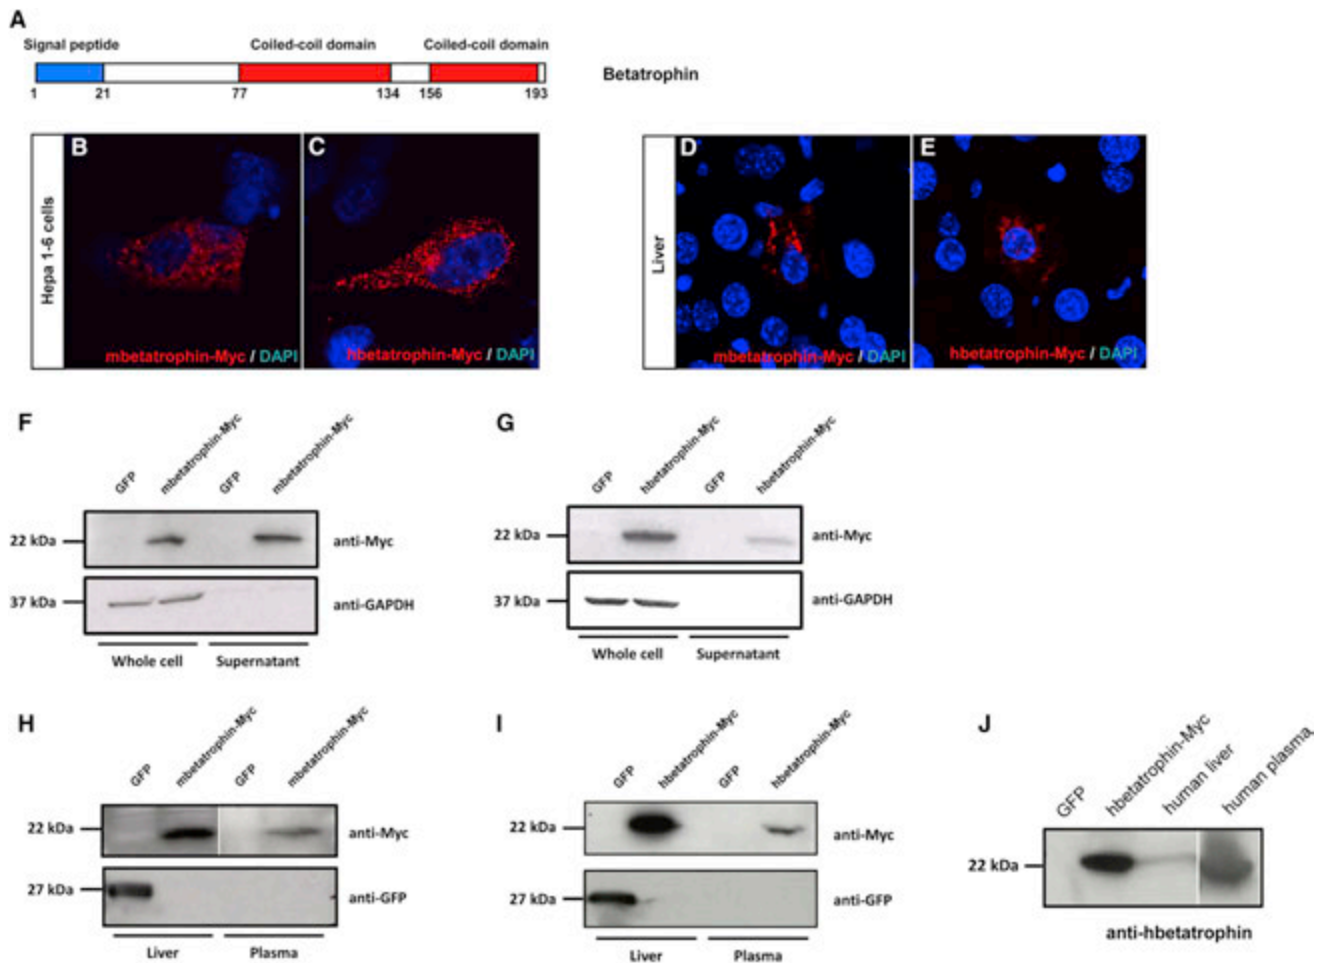 A
Signal peptide Coiled-coil domain Coiled-coil domain
Betatrophin
1 21 77 134 156 193
B C D E
Hepa 1-6 cells
Liver
mbetatrophin-Myc / DAPI hbetatrophin-Myc / DAPI mbetatrophin-Myc / DAPI hbetatrophin-Myc / DAPI
F
GFP mbetatrophin-Myc GFP mbetatrophin-Myc
22 kDa anti-Myc
37 kDa anti-GAPDH
Whole cell Supernatant
G
GFP hbetatrophin-Myc GFP hbetatrophin-Myc
22 kDa anti-Myc
37 kDa anti-GAPDH
Whole cell Supernatant
H
GFP mbetatrophin-Myc GFP mbetatrophin-Myc
22 kDa anti-Myc
27 kDa anti-GFP
Liver Plasma
I
GFP hbetatrophin-Myc GFP hbetatrophin-Myc
22 kDa anti-Myc
27 kDa anti-GFP
Liver Plasma
J
GFP hbetatrophin-Myc human liver human plasma
22 kDa
anti-hbetatrophin